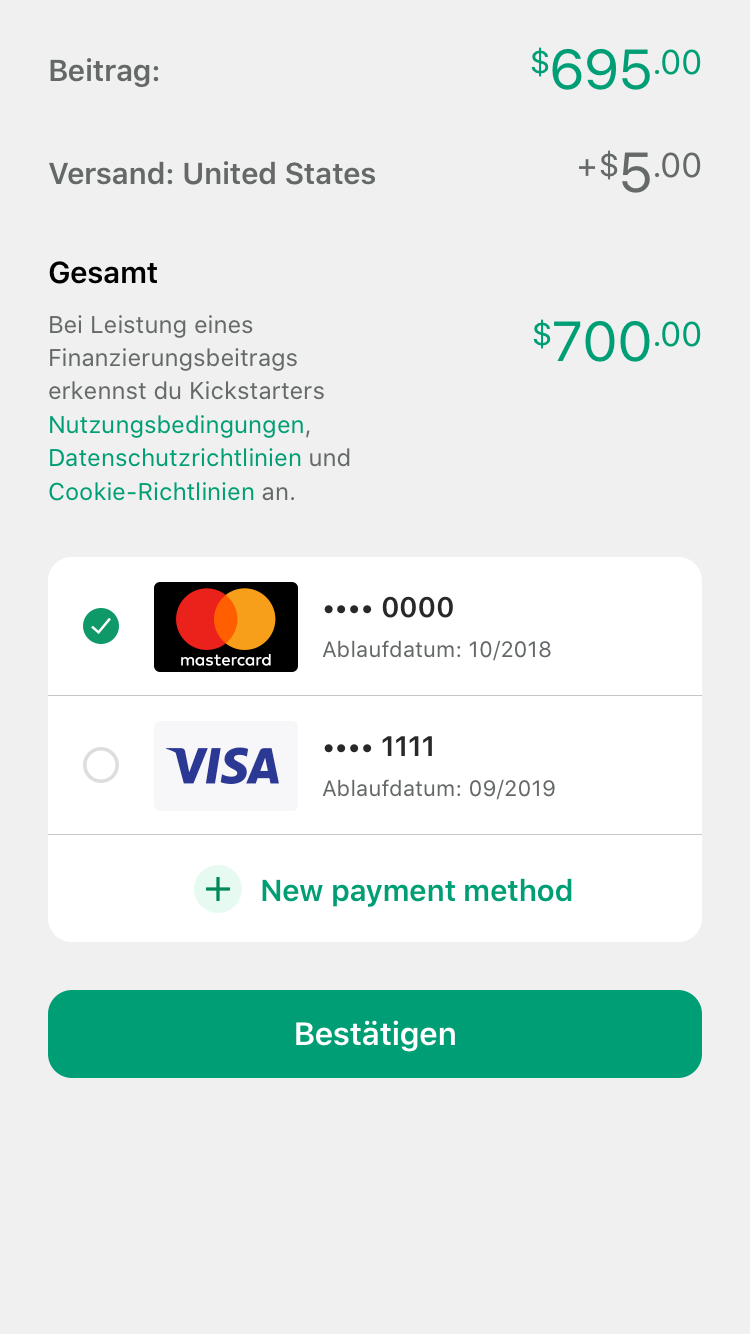 Beitrag: $695.00
Versand: United States +$5.00
Gesamt
Bei Leistung eines
Finanzierungsbeitrags
erkennst du Kickstarters
Nutzungsbedingungen,
Datenschutzrichtlinien und
Cookie-Richtlinien an.
$700.00
mastercard
•••• 0000
Ablaufdatum: 10/2018
VISA
•••• 1111
Ablaufdatum: 09/2019
New payment method
Bestätigen